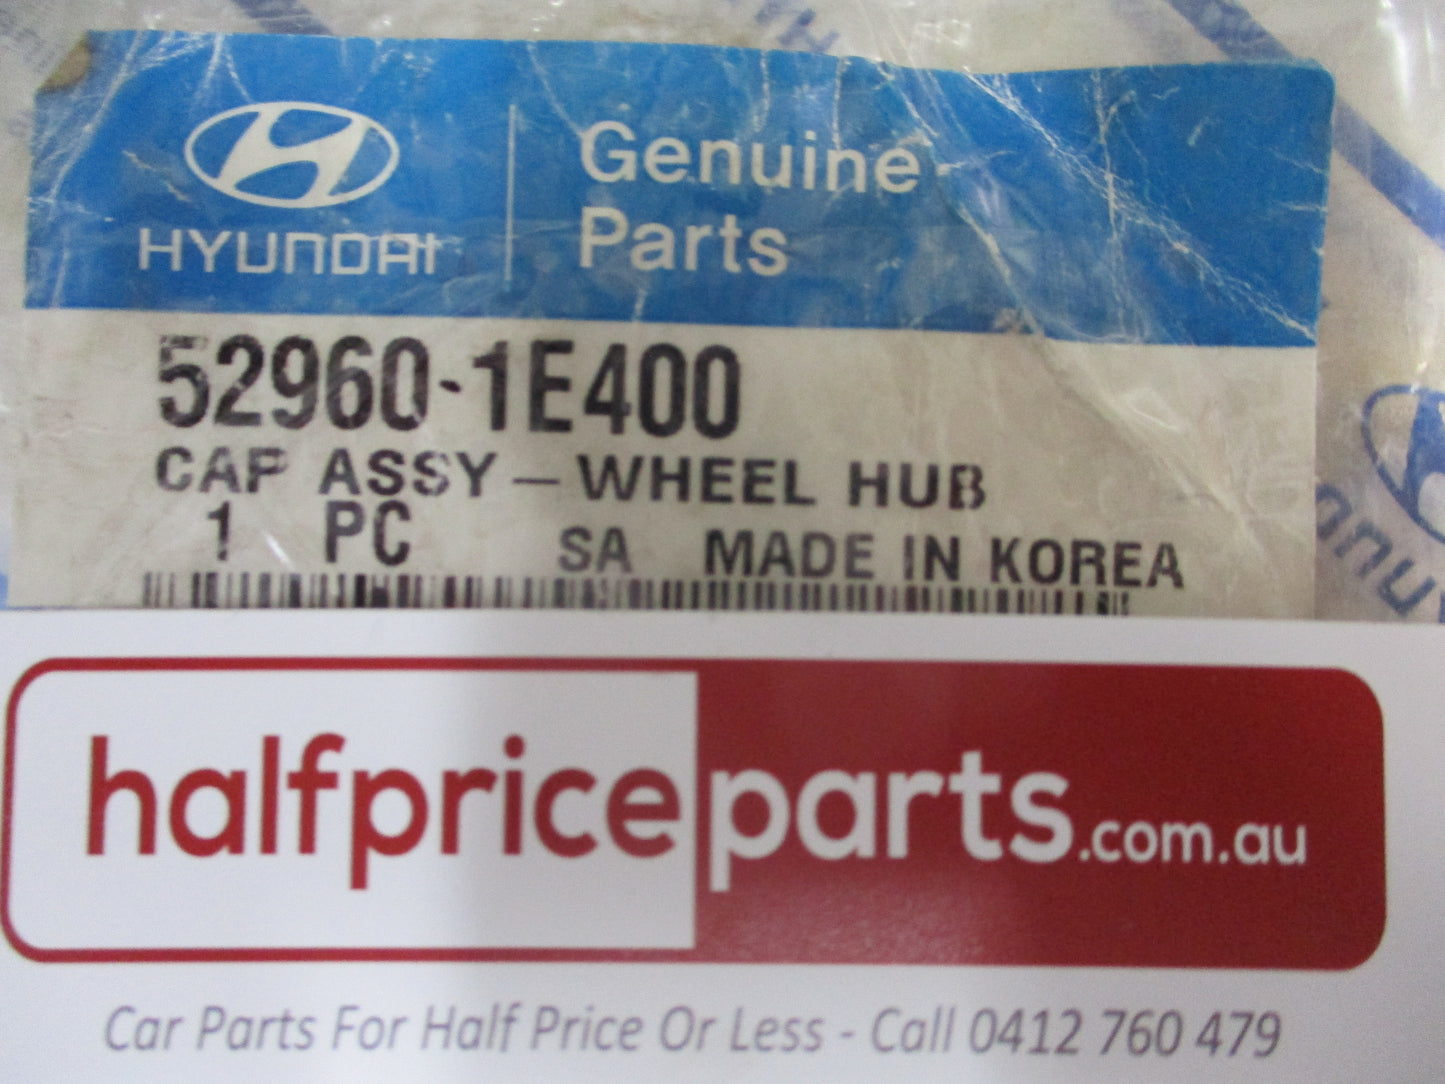 HYUNDAI
Genuine
Parts
52960-1E400
CAP ASSY-WHEEL HUB
1 PC SA MADE IN KOREA
halfpriceparts.com.au
Car Parts For Half Price Or Less - Call 0412 760 479